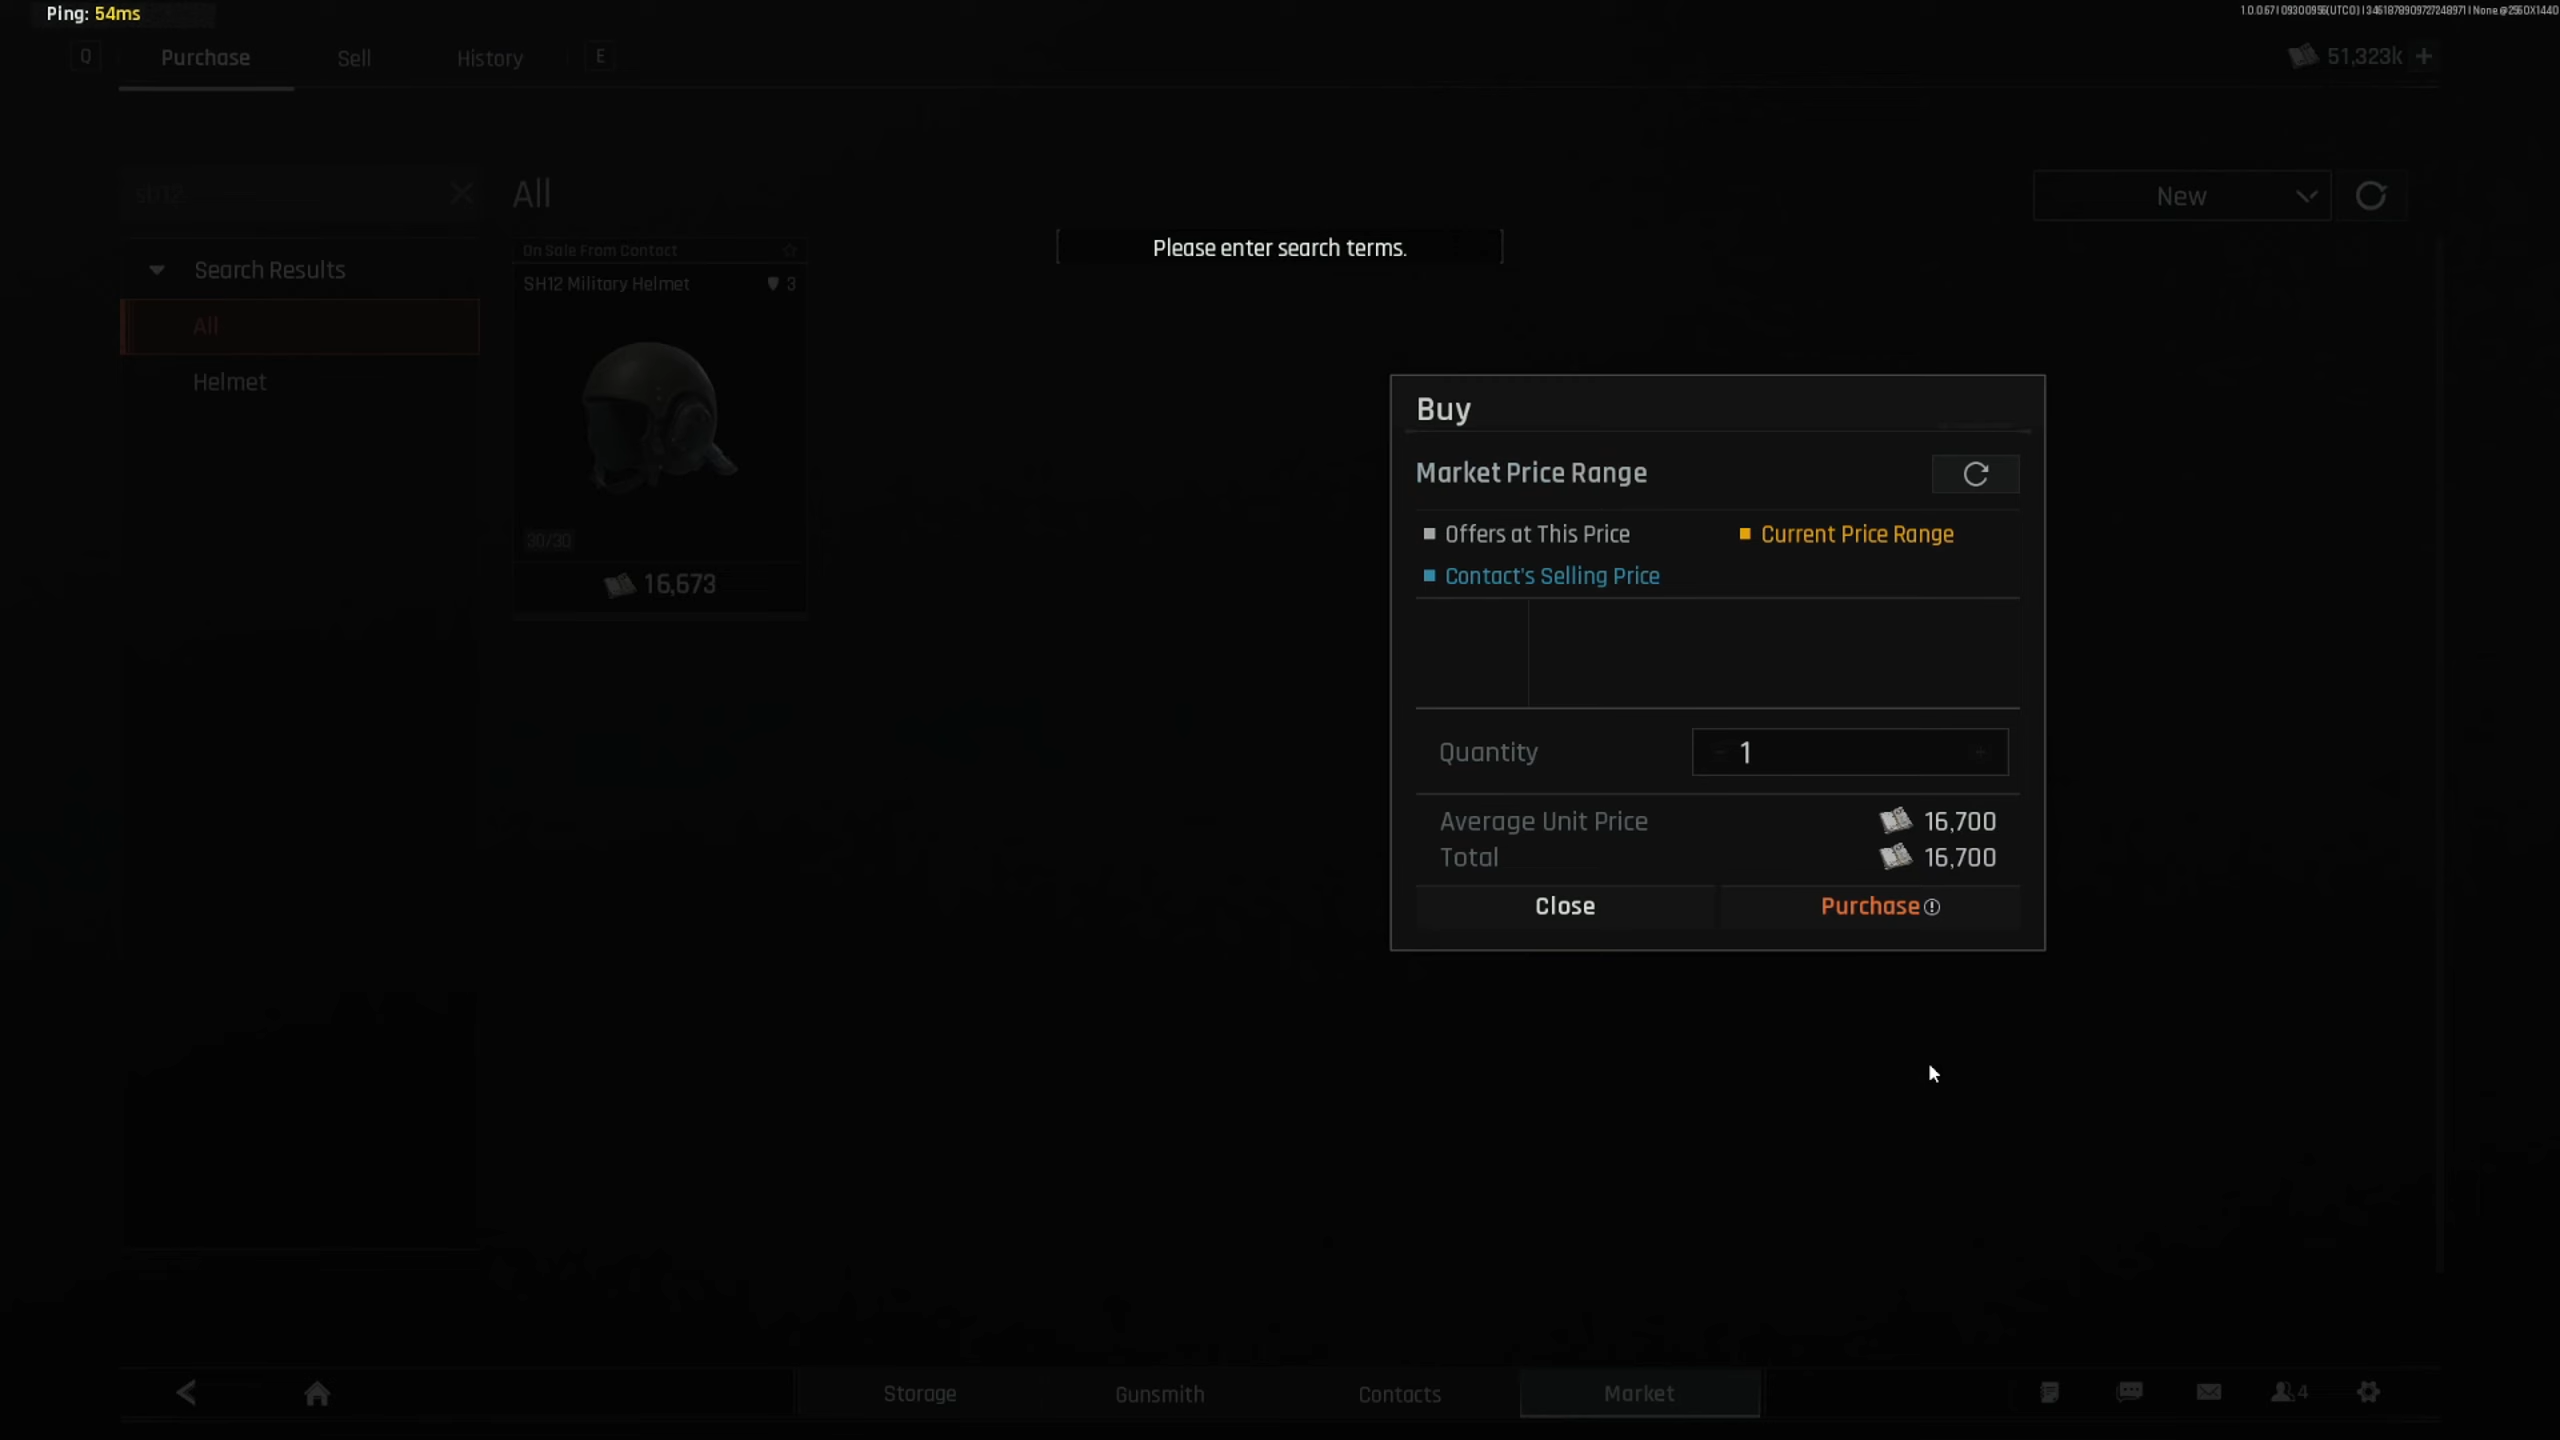 Ping: 54ms
Q
Purchase
Sell
History
E
51,323k +
sh12
All
New
Search Results
All
Helmet
On Sale From Contact
SH12 Military Helmet
3
30/30
16,673
Please enter search terms.
Buy
Market Price Range
Offers at This Price
Current Price Range
Contact's Selling Price
Quantity
- 1 +
Average Unit Price
16,700
Total
16,700
Close
Purchase
Storage
Gunsmith
Contacts
Market
4